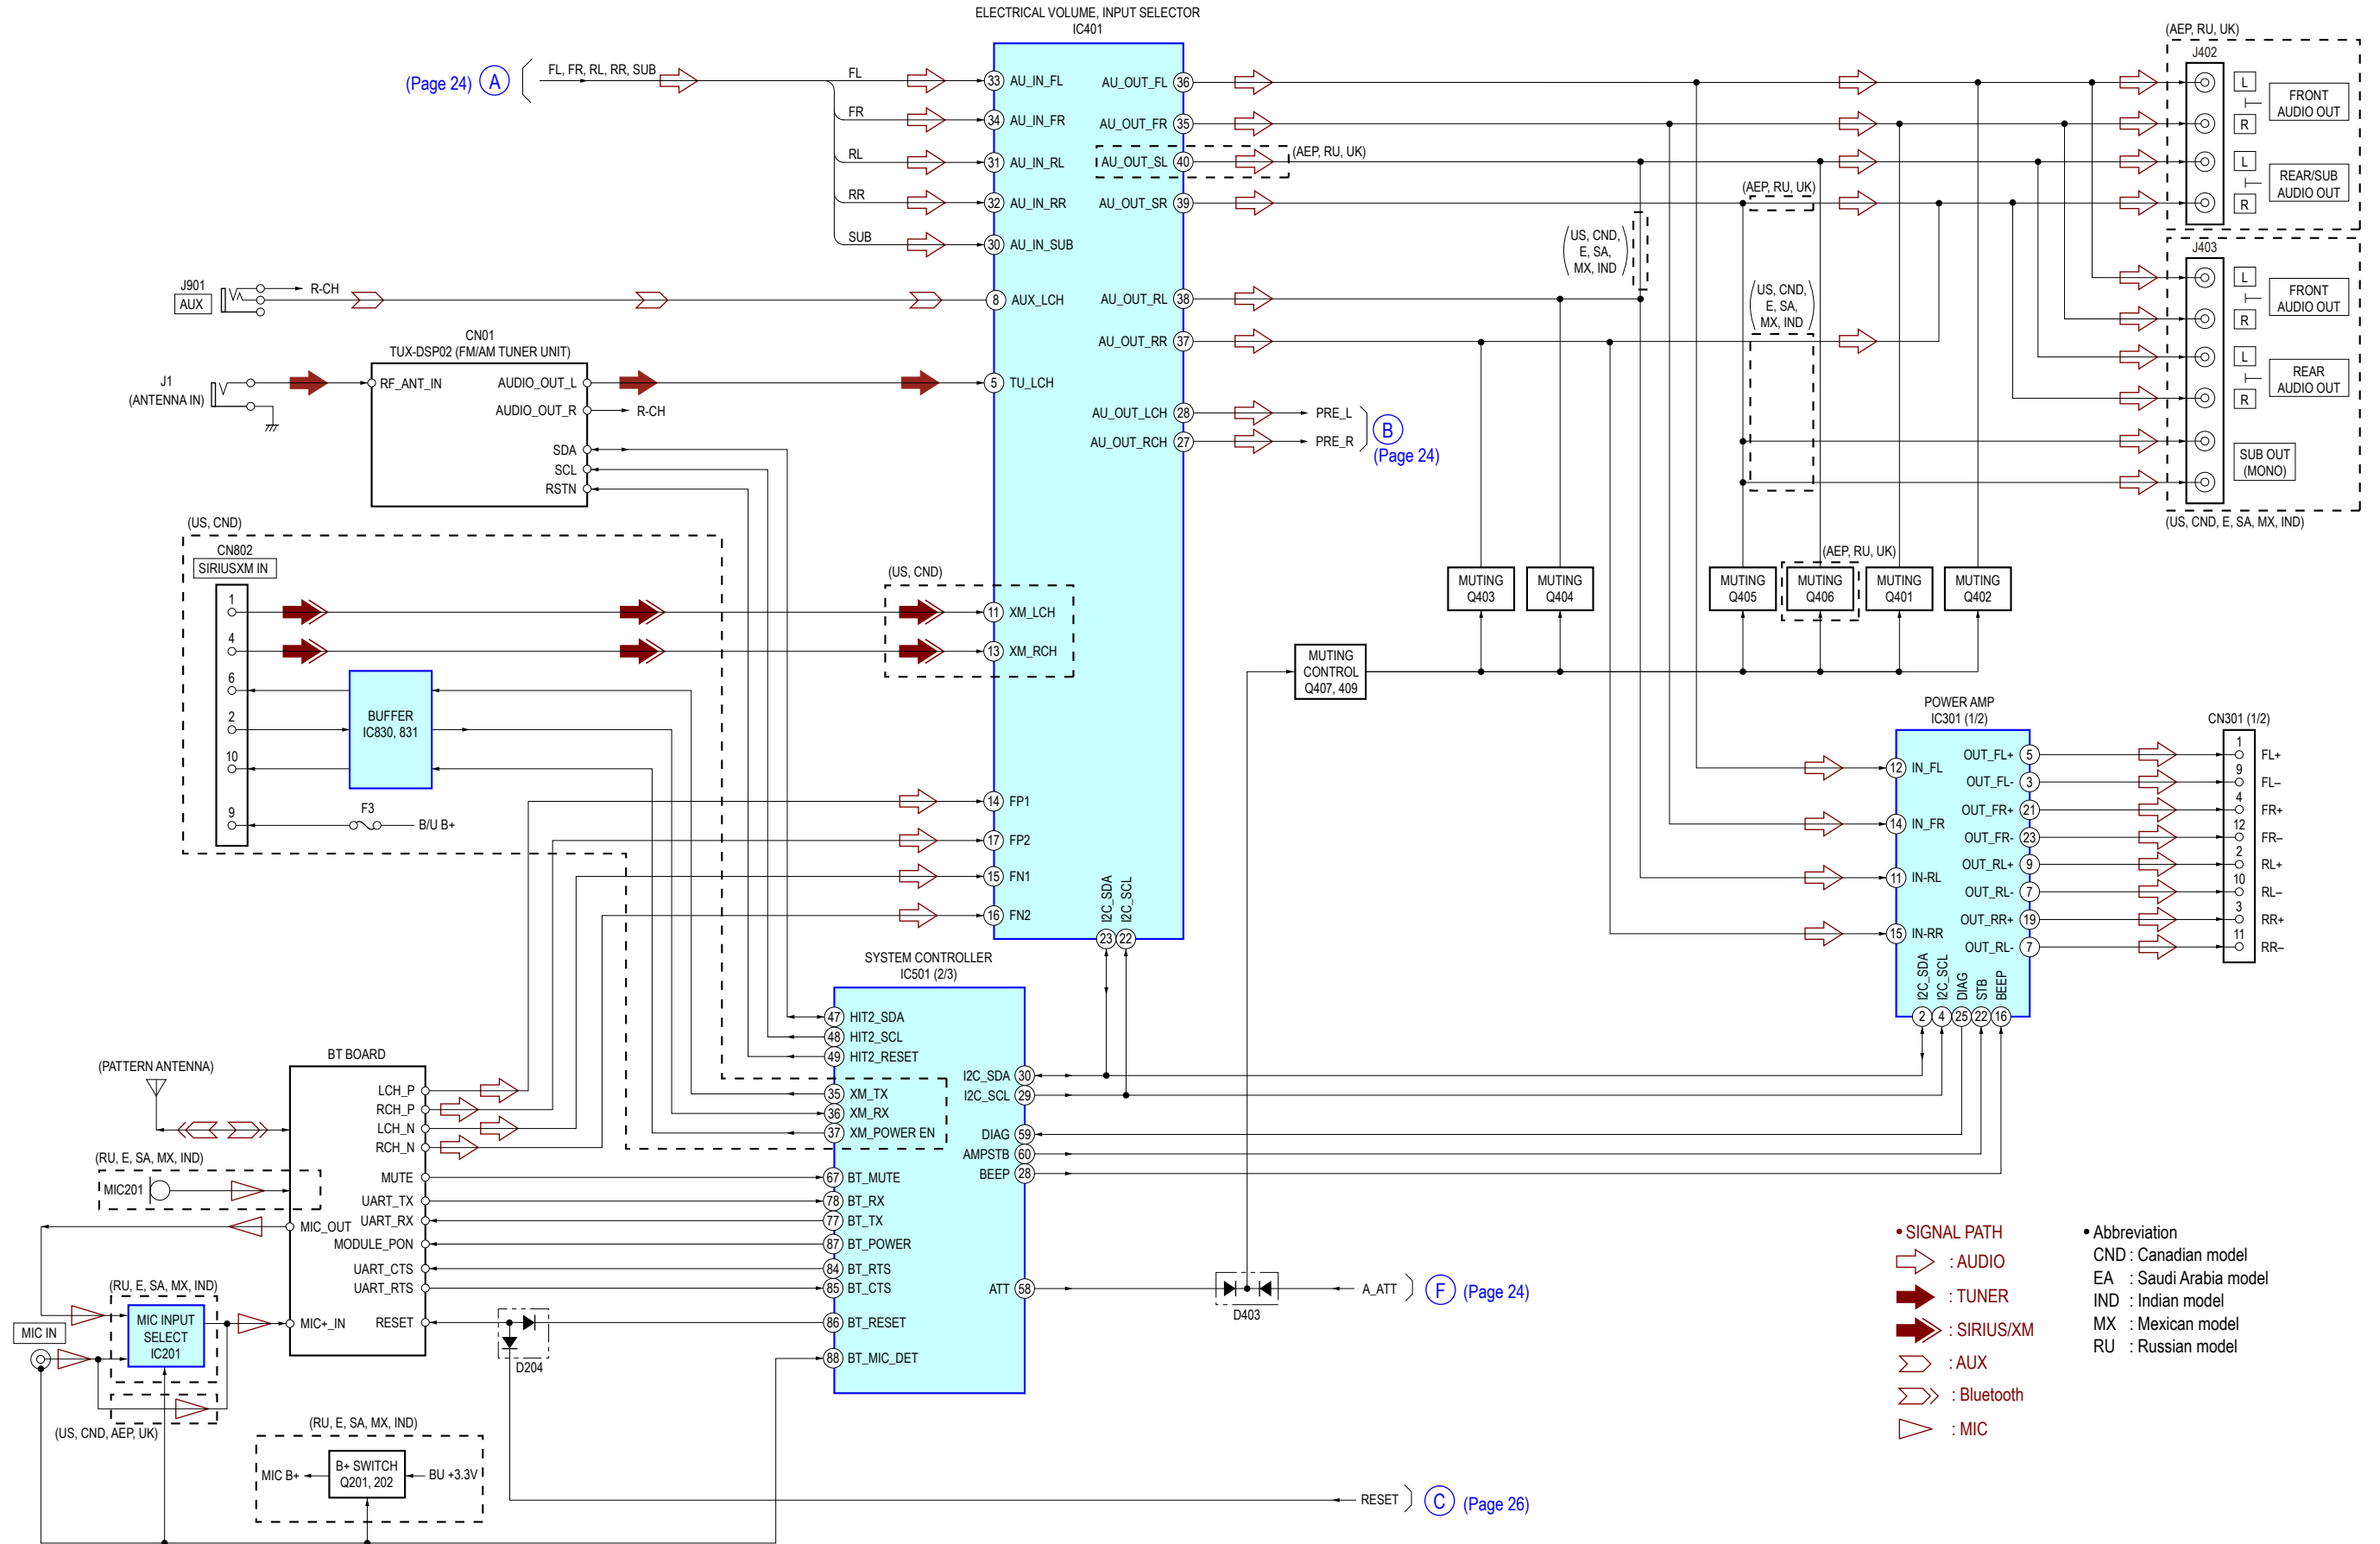 ELECTRICAL VOLUME, INPUT SELECTOR
IC401
(Page 24) A
FL, FR, RL, RR, SUB
FL
FR
RL
RR
SUB
33 AU_IN_FL
34 AU_IN_FR
31 AU_IN_RL
32 AU_IN_RR
30 AU_IN_SUB
8 AUX_LCH
5 TU_LCH
11 XM_LCH
13 XM_RCH
14 FP1
17 FP2
15 FN1
16 FN2
AU_OUT_FL 36
AU_OUT_FR 35
AU_OUT_SL 40
(AEP, RU, UK)
AU_OUT_SR 39
AU_OUT_RL 38
AU_OUT_RR 37
AU_OUT_LCH 28
PRE_L
AU_OUT_RCH 27
PRE_R
B
(Page 24)
I2C_SDA
I2C_SCL
23 22
J901
AUX
R-CH
CN01
TUX-DSP02 (FM/AM TUNER UNIT)
J1
(ANTENNA IN)
RF_ANT_IN
AUDIO_OUT_L
AUDIO_OUT_R
R-CH
SDA
SCL
RSTN
(US, CND)
CN802
SIRIUSXM IN
1
4
6
2
10
9
BUFFER
IC830, 831
F3
B/U B+
(US, CND)
(AEP, RU, UK)
(US, CND,
E, SA,
MX, IND)
(US, CND,
E, SA,
MX, IND)
(AEP, RU, UK)
J402
L
R
FRONT
AUDIO OUT
L
R
REAR/SUB
AUDIO OUT
J403
L
R
FRONT
AUDIO OUT
L
R
REAR
AUDIO OUT
SUB OUT
(MONO)
(US, CND, E, SA, MX, IND)
MUTING
Q403
MUTING
Q404
MUTING
Q405
(AEP, RU, UK)
MUTING
Q406
MUTING
Q401
MUTING
Q402
MUTING
CONTROL
Q407, 409
POWER AMP
IC301 (1/2)
12 IN_FL
14 IN_FR
11 IN-RL
15 IN-RR
OUT_FL+ 5
OUT_FL- 3
OUT_FR+ 21
OUT_FR- 23
OUT_RL+ 9
OUT_RL- 7
OUT_RR+ 19
OUT_RL- 7
I2C_SDA
I2C_SCL
DIAG
STB
BEEP
2 4 25 22 16
CN301 (1/2)
1 FL+
9 FL–
4 FR+
12 FR–
2 RL+
10 RL–
3 RR+
11 RR–
SYSTEM CONTROLLER
IC501 (2/3)
47 HIT2_SDA
48 HIT2_SCL
49 HIT2_RESET
35 XM_TX
36 XM_RX
37 XM_POWER EN
67 BT_MUTE
78 BT_RX
77 BT_TX
87 BT_POWER
84 BT_RTS
85 BT_CTS
86 BT_RESET
88 BT_MIC_DET
I2C_SDA 30
I2C_SCL 29
DIAG 59
AMPSTB 60
BEEP 28
ATT 58
D403
A_ATT
F (Page 24)
(PATTERN ANTENNA)
BT BOARD
LCH_P
RCH_P
LCH_N
RCH_N
MUTE
UART_TX
UART_RX
MODULE_PON
UART_CTS
UART_RTS
RESET
(RU, E, SA, MX, IND)
MIC201
MIC_OUT
MIC+_IN
(RU, E, SA, MX, IND)
MIC INPUT
SELECT
IC201
MIC IN
(US, CND, AEP, UK)
D204
(RU, E, SA, MX, IND)
MIC B+
B+ SWITCH
Q201, 202
BU +3.3V
RESET
C (Page 26)
• SIGNAL PATH
: AUDIO
: TUNER
: SIRIUS/XM
: AUX
: Bluetooth
: MIC
• Abbreviation
CND : Canadian model
EA : Saudi Arabia model
IND : Indian model
MX : Mexican model
RU : Russian model